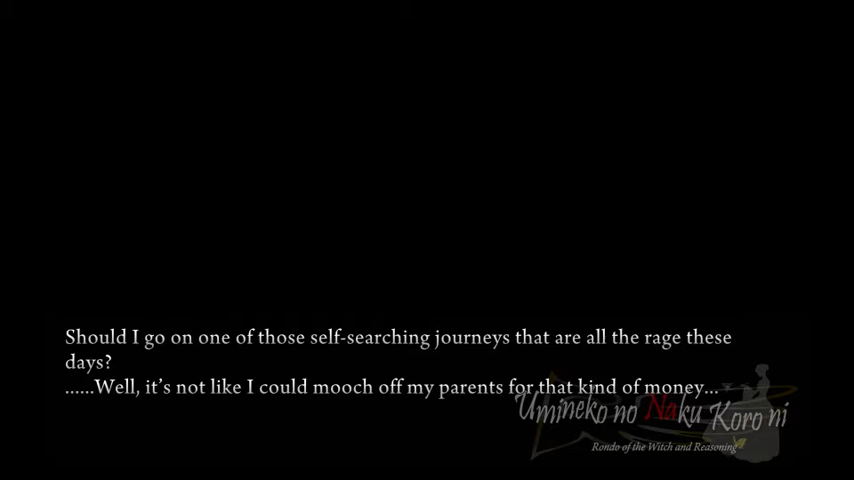 Should I go on one of those self-searching journeys that are all the rage these
days?
......Well, it's not like I could mooch off my parents for that kind of money...
Umineko no Naku Koro ni
Rondo of the Witch and Reasoning